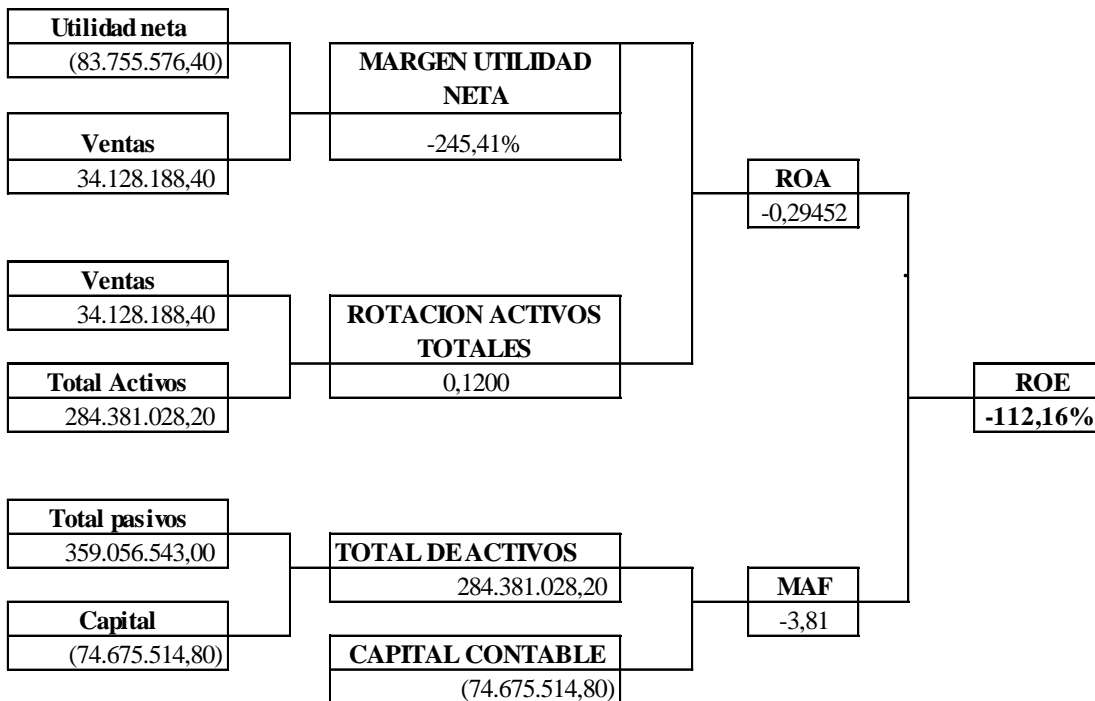 Utilidad neta
(83.755.576,40)
MARGEN UTILIDAD
NETA
-245,41%
Ventas
34.128.188,40
ROA
-0,29452
Ventas
34.128.188,40
ROTACION ACTIVOS
TOTALES
0,1200
Total Activos
284.381.028,20
ROE
-112,16%
Total pasivos
359.056.543,00
TOTAL DE ACTIVOS
284.381.028,20
MAF
-3,81
Capital
(74.675.514,80)
CAPITAL CONTABLE
(74.675.514,80)